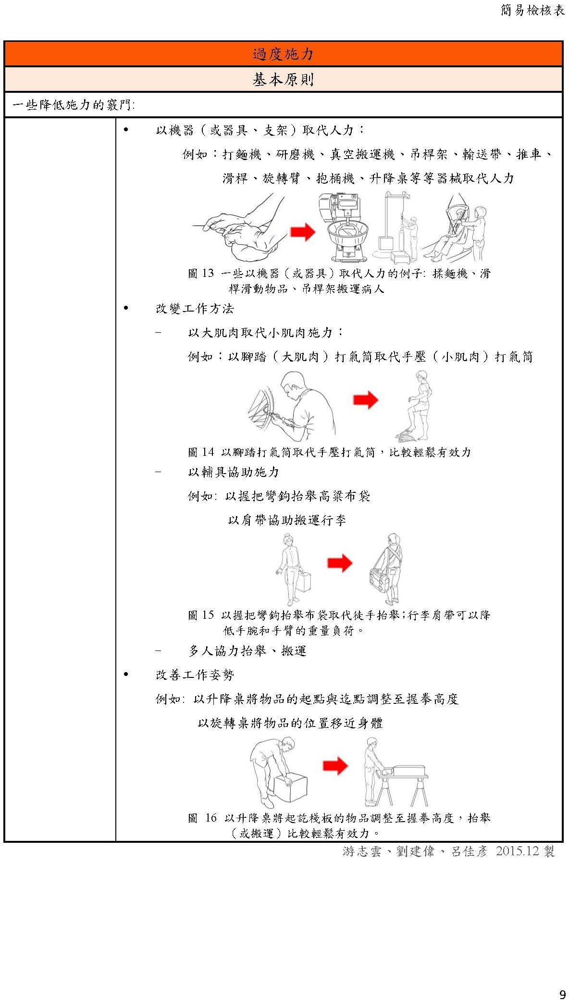 簡易檢核表
過度施力
基本原則
一些降低施力的竅門:
• 以機器（或器具、支架）取代人力：
例如：打麵機、研磨機、真空搬運機、吊桿架、輸送帶、推車、
滑桿、旋轉臂、抱桶機、升降桌等等器械取代人力
圖 13 一些以機器（或器具）取代人力的例子: 揉麵機、滑
桿滑動物品、吊桿架搬運病人
• 改變工作方法
– 以大肌肉取代小肌肉施力：
例如：以腳踏（大肌肉）打氣筒取代手壓（小肌肉）打氣筒
圖 14 以腳踏打氣筒取代手壓打氣筒，比較輕鬆有效力
– 以輔具協助施力
例如: 以握把彎鉤抬舉高粱布袋
以肩帶協助搬運行李
圖 15 以握把彎鉤抬舉布袋取代徒手抬舉;行李肩帶可以降
低手腕和手臂的重量負荷。
– 多人協力抬舉、搬運
• 改善工作姿勢
例如: 以升降桌將物品的起點與迄點調整至握拳高度
以旋轉桌將物品的位置移近身體
圖 16 以升降桌將起訖棧板的物品調整至握拳高度，抬舉
（或搬運）比較輕鬆有效力。
游志雲、劉建偉、呂佳彥 2015.12 製
9